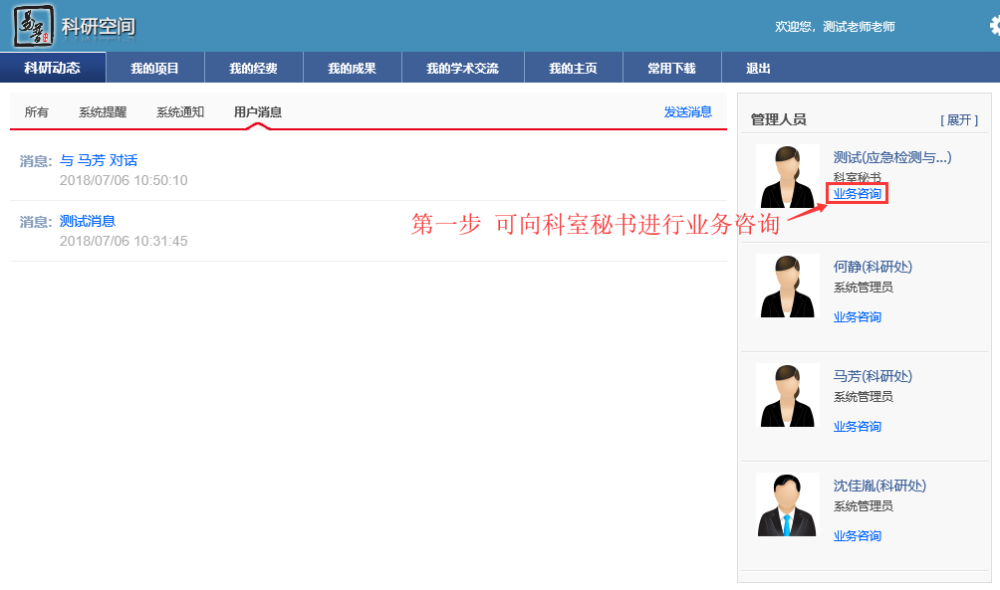 易普
科研空间
欢迎您，测试老师老师
科研动态 我的项目 我的经费 我的成果 我的学术交流 我的主页 常用下载 退出
所有 系统提醒 系统通知 用户消息 发送消息
消息: 与 马芳 对话
2018/07/06 10:50:10
消息: 测试消息
2018/07/06 10:31:45
第一步 可向科室秘书进行业务咨询
管理人员 [ 展开 ]
测试(应急检测与...)
科室秘书
业务咨询
何静(科研处)
系统管理员
业务咨询
马芳(科研处)
系统管理员
业务咨询
沈佳胤(科研处)
系统管理员
业务咨询